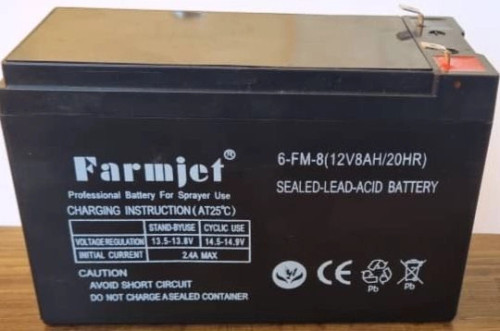 Farmjet®
Professional Battery For Sprayer Use
CHARGING INSTRUCTION (AT25°C)
STAND-BYUSE CYCLIC USE
VOLTAGE REGULATION 13.5-13.8V 14.5-14.9V
INITIAL CURRENT 2.4A MAX
CAUTION
AVOID SHORT CIRCUIT
DO NOT CHARGE A SEALED CONTAINER
6-FM-8(12V8AH/20HR)
SEALED-LEAD-ACID BATTERY
CE
Pb Pb